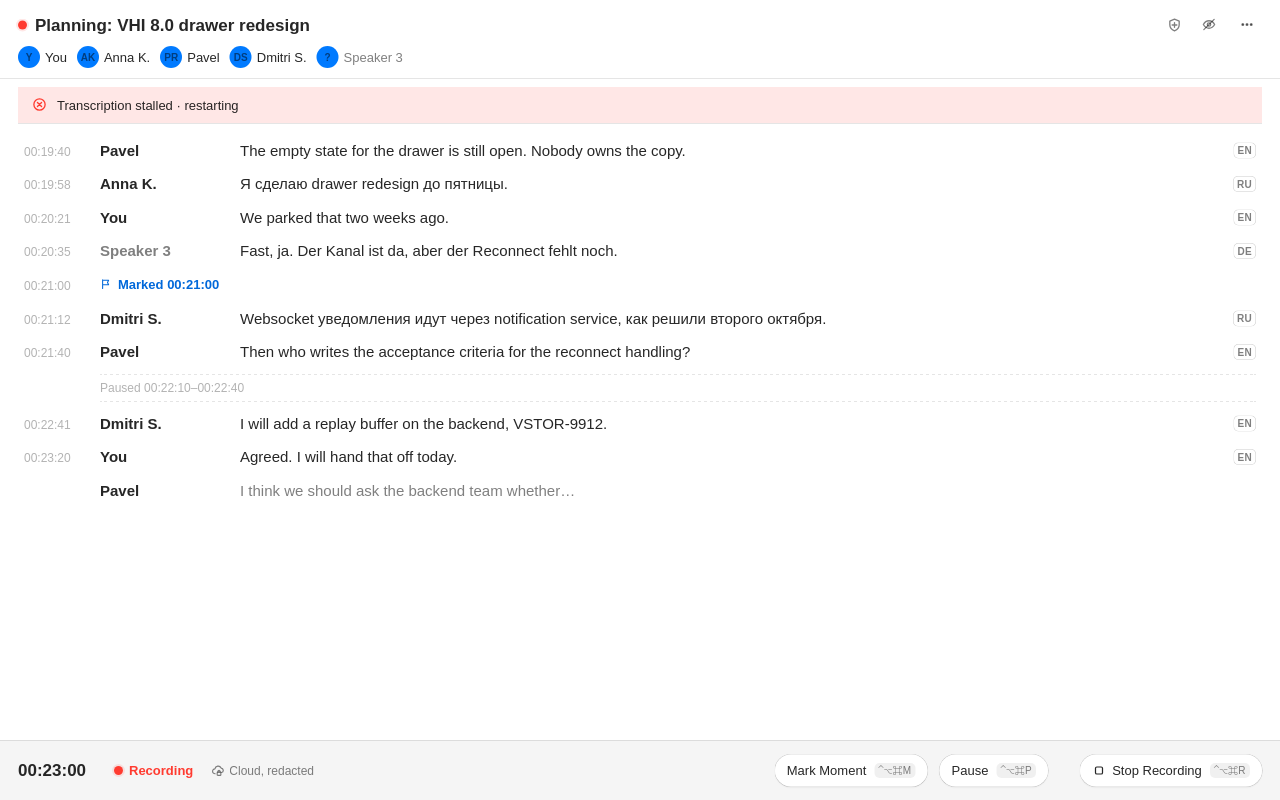 Planning: VHI 8.0 drawer redesign
Y You AK Anna K. PR Pavel DS Dmitri S. ? Speaker 3
Transcription stalled · restarting
00:19:40 Pavel The empty state for the drawer is still open. Nobody owns the copy. EN
00:19:58 Anna K. Я сделаю drawer redesign до пятницы. RU
00:20:21 You We parked that two weeks ago. EN
00:20:35 Speaker 3 Fast, ja. Der Kanal ist da, aber der Reconnect fehlt noch. DE
00:21:00 Marked 00:21:00
00:21:12 Dmitri S. Websocket уведомления идут через notification service, как решили второго октября. RU
00:21:40 Pavel Then who writes the acceptance criteria for the reconnect handling? EN
Paused 00:22:10–00:22:40
00:22:41 Dmitri S. I will add a replay buffer on the backend, VSTOR-9912. EN
00:23:20 You Agreed. I will hand that off today. EN
Pavel I think we should ask the backend team whether…
00:23:00 Recording Cloud, redacted Mark Moment ⌃⌥⌘M Pause ⌃⌥⌘P Stop Recording ⌃⌥⌘R